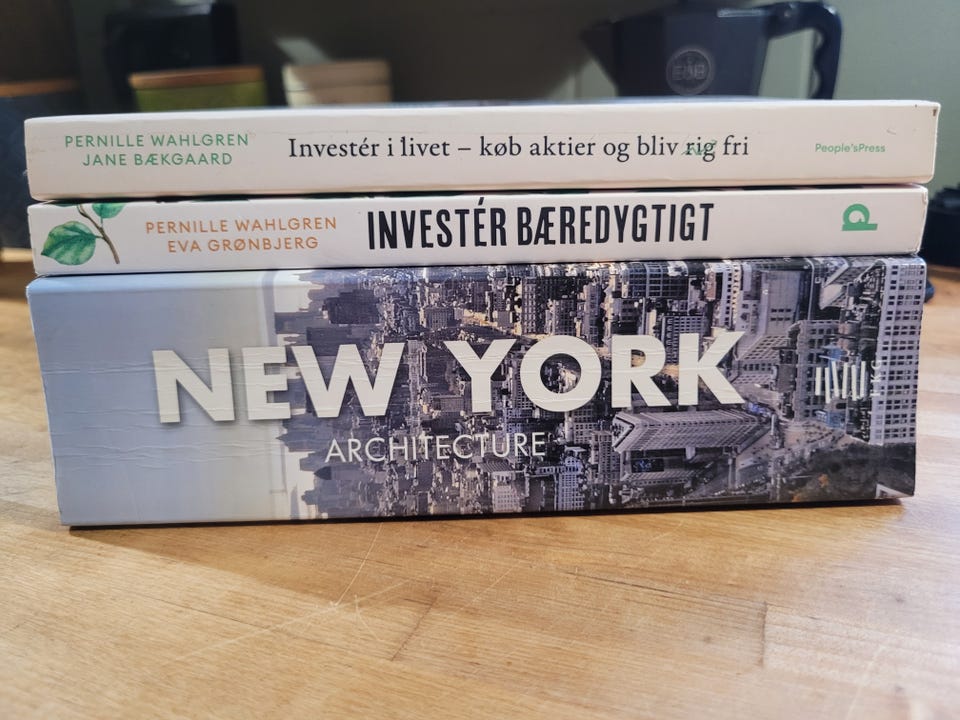 PERNILLE WAHLGREN
JANE BÆKGAARD
Investér i livet – køb aktier og bliv rig fri
People'sPress
PERNILLE WAHLGREN
EVA GRØNBJERG
INVESTÉR BÆREDYGTIGT
NEW YORK
ARCHITECTURE